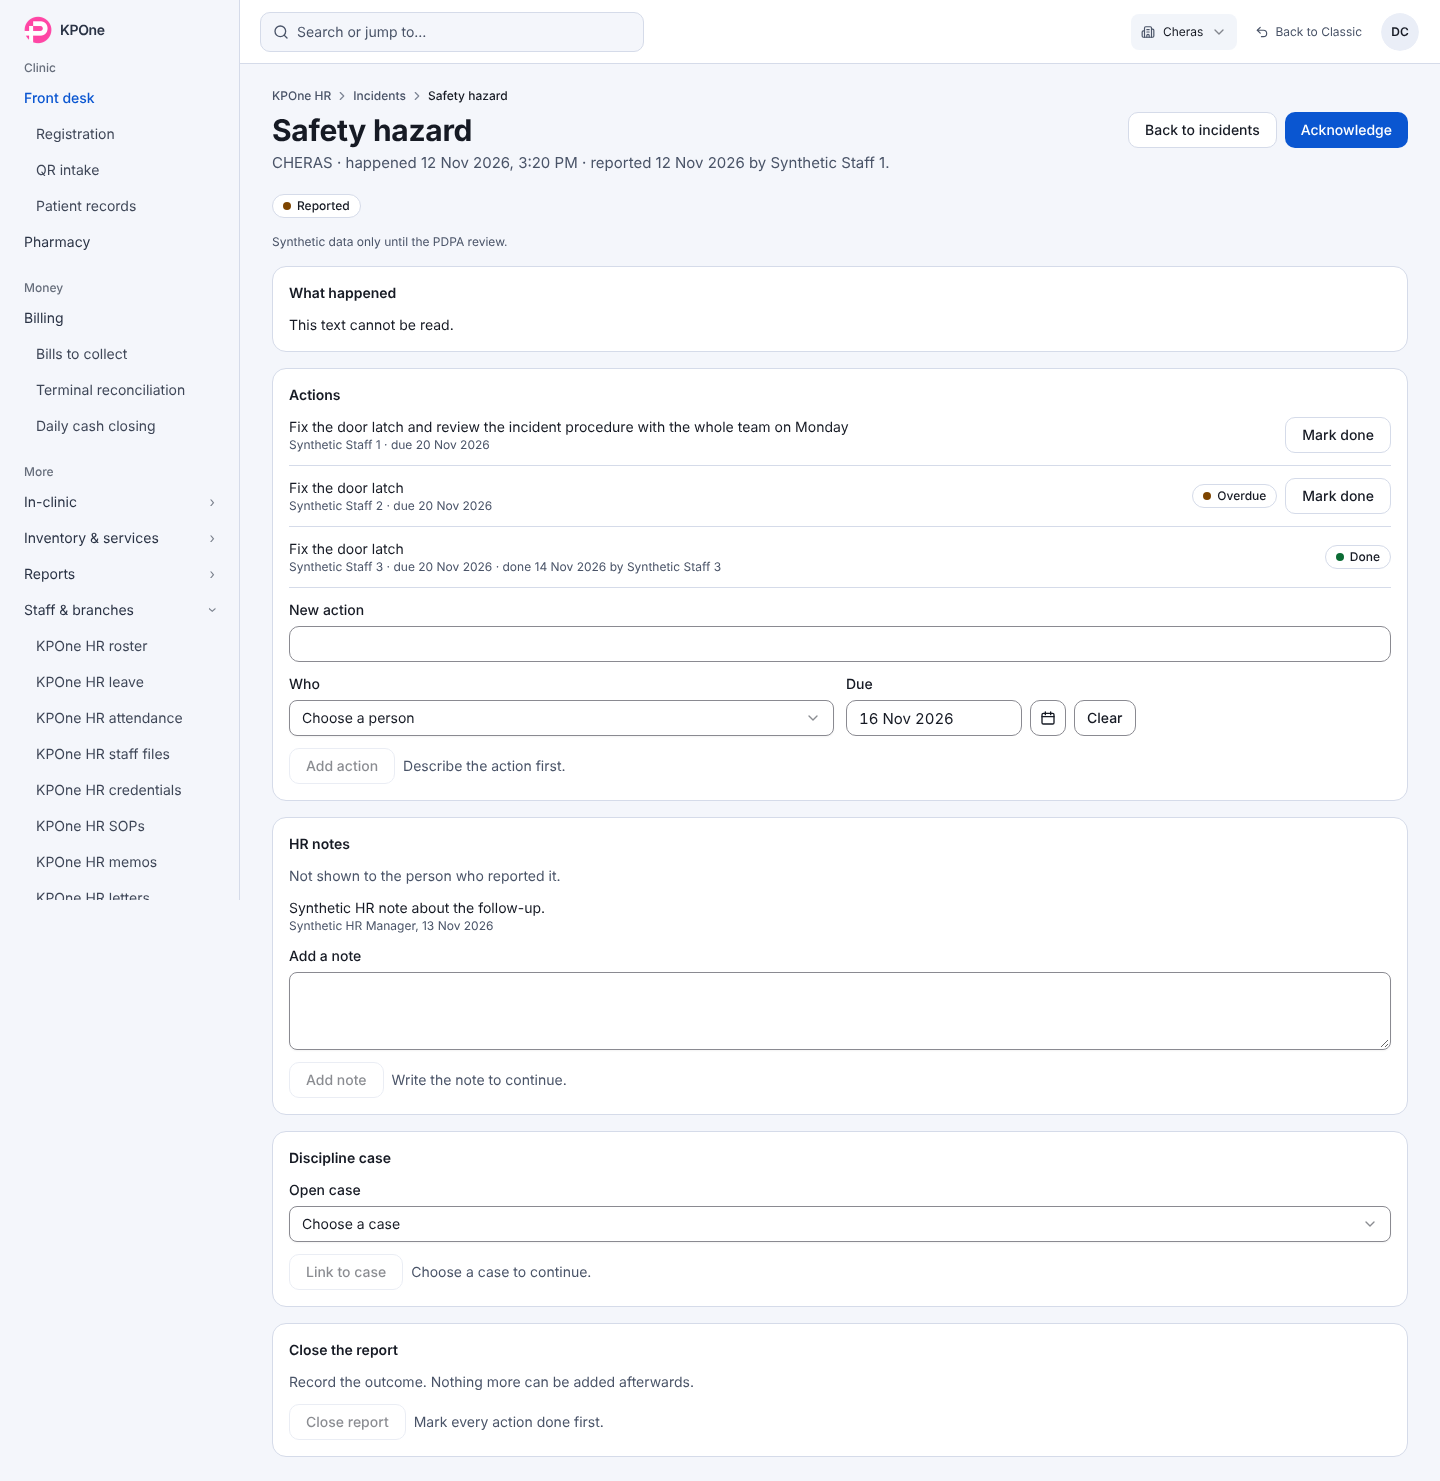 KPOne
Search or jump to...
Cheras
Back to Classic
DC
Clinic
Front desk
Registration
QR intake
Patient records
Pharmacy
Money
Billing
Bills to collect
Terminal reconciliation
Daily cash closing
More
In-clinic
Inventory & services
Reports
Staff & branches
KPOne HR roster
KPOne HR leave
KPOne HR attendance
KPOne HR staff files
KPOne HR credentials
KPOne HR SOPs
KPOne HR memos
KPOne HR letters
KPOne HR > Incidents > Safety hazard
Safety hazard
Back to incidents
Acknowledge
CHERAS · happened 12 Nov 2026, 3:20 PM · reported 12 Nov 2026 by Synthetic Staff 1.
Reported
Synthetic data only until the PDPA review.
What happened
This text cannot be read.
Actions
Fix the door latch and review the incident procedure with the whole team on Monday
Synthetic Staff 1 · due 20 Nov 2026
Mark done
Fix the door latch
Synthetic Staff 2 · due 20 Nov 2026
Overdue
Mark done
Fix the door latch
Synthetic Staff 3 · due 20 Nov 2026 · done 14 Nov 2026 by Synthetic Staff 3
Done
New action
Who
Due
Choose a person
16 Nov 2026
Clear
Add action
Describe the action first.
HR notes
Not shown to the person who reported it.
Synthetic HR note about the follow-up.
Synthetic HR Manager, 13 Nov 2026
Add a note
Add note
Write the note to continue.
Discipline case
Open case
Choose a case
Link to case
Choose a case to continue.
Close the report
Record the outcome. Nothing more can be added afterwards.
Close report
Mark every action done first.